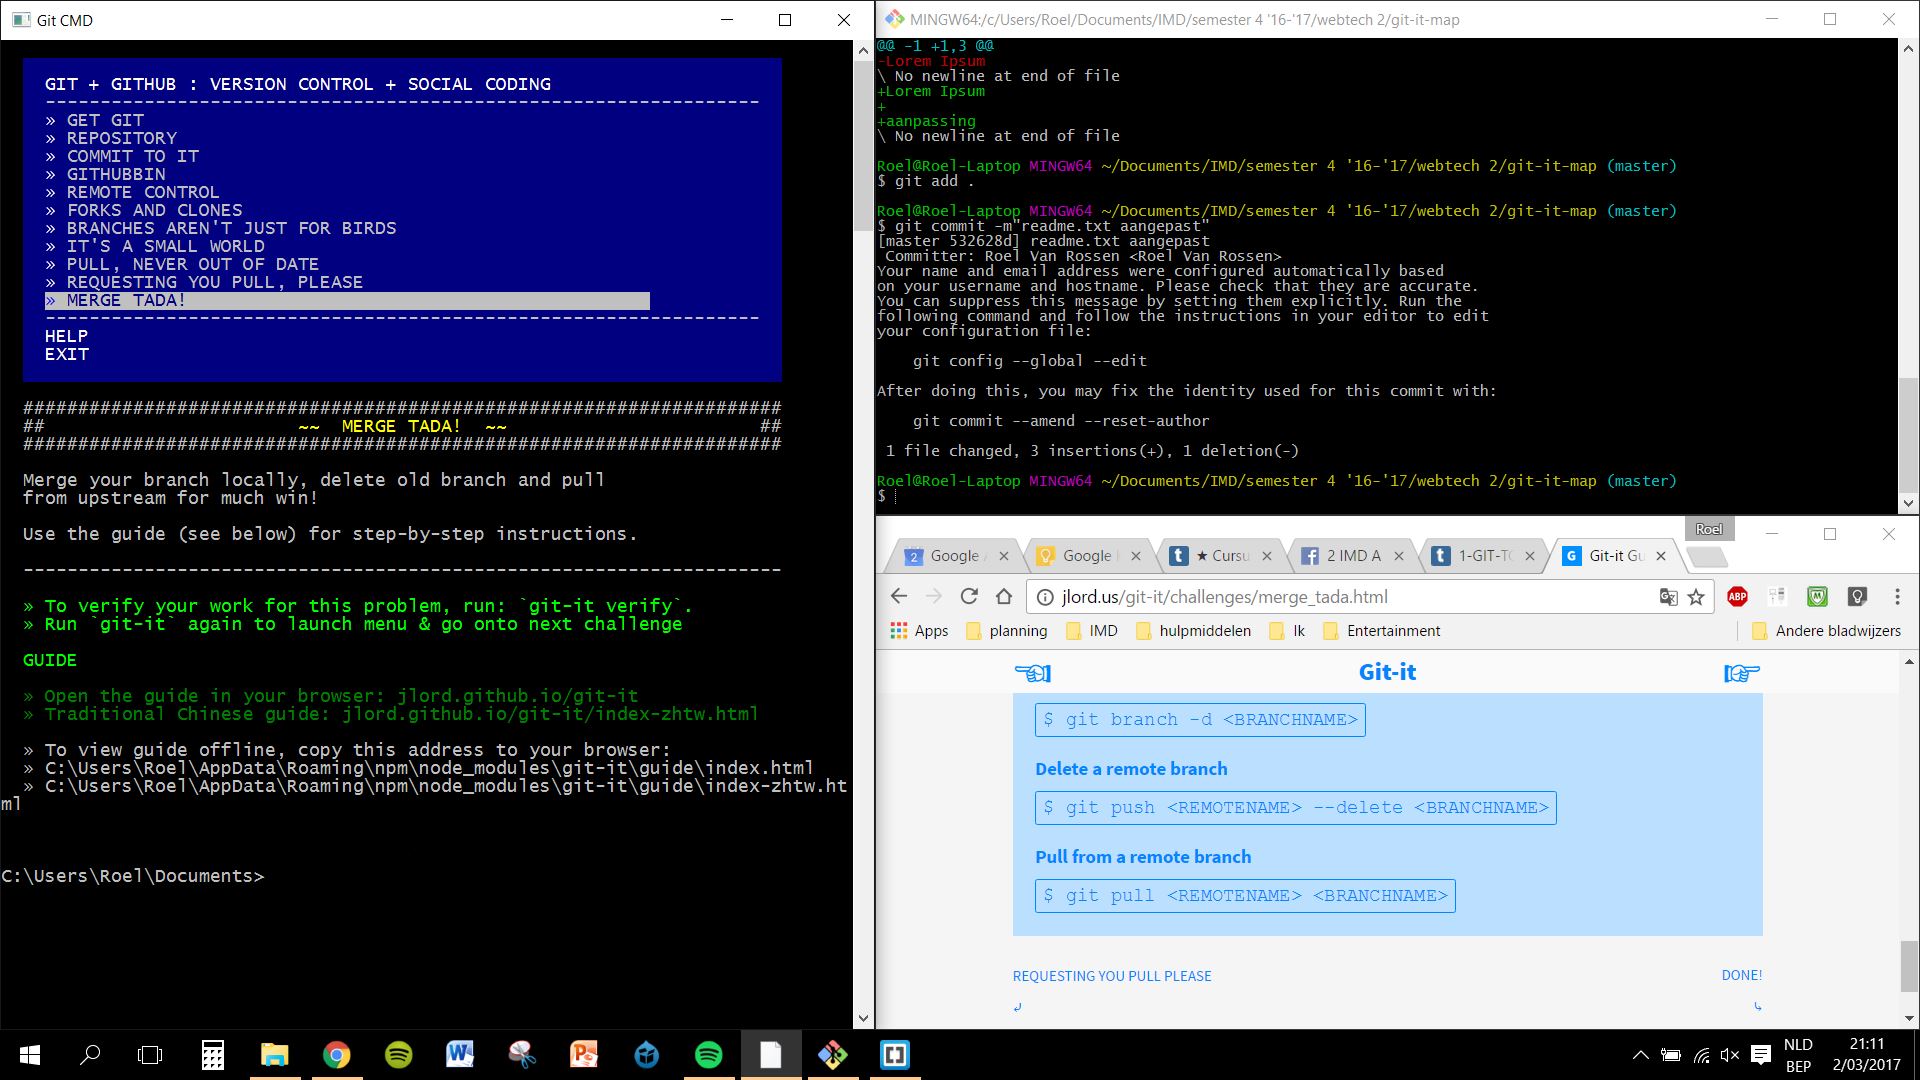 Git CMD
GIT + GITHUB : VERSION CONTROL + SOCIAL CODING
-----------------------------------------------------------------
» GET GIT
» REPOSITORY
» COMMIT TO IT
» GITHUBBIN
» REMOTE CONTROL
» FORKS AND CLONES
» BRANCHES AREN'T JUST FOR BIRDS
» IT'S A SMALL WORLD
» PULL, NEVER OUT OF DATE
» REQUESTING YOU PULL, PLEASE
» MERGE TADA!
-----------------------------------------------------------------
HELP
EXIT
#####################################################################
## ~~ MERGE TADA! ~~ ##
#####################################################################
Merge your branch locally, delete old branch and pull
from upstream for much win!
Use the guide (see below) for step-by-step instructions.
---------------------------------------------------------------------
» To verify your work for this problem, run: `git-it verify`.
» Run `git-it` again to launch menu & go onto next challenge
GUIDE
» Open the guide in your browser: jlord.github.io/git-it
» Traditional Chinese guide: jlord.github.io/git-it/index-zhtw.html
» To view guide offline, copy this address to your browser:
» C:\Users\Roel\AppData\Roaming\npm\node_modules\git-it\guide\index.html
» C:\Users\Roel\AppData\Roaming\npm\node_modules\git-it\guide\index-zhtw.ht
ml
C:\Users\Roel\Documents>
MINGW64:/c/Users/Roel/Documents/IMD/semester 4 '16-'17/webtech 2/git-it-map
@@ -1 +1,3 @@
-Lorem Ipsum
\ No newline at end of file
+Lorem Ipsum
+
+aanpassing
\ No newline at end of file
Roel@Roel-Laptop MINGW64 ~/Documents/IMD/semester 4 '16-'17/webtech 2/git-it-map (master)
$ git add .
Roel@Roel-Laptop MINGW64 ~/Documents/IMD/semester 4 '16-'17/webtech 2/git-it-map (master)
$ git commit -m"readme.txt aangepast"
[master 532628d] readme.txt aangepast
Committer: Roel Van Rossen <Roel Van Rossen>
Your name and email address were configured automatically based
on your username and hostname. Please check that they are accurate.
You can suppress this message by setting them explicitly. Run the
following command and follow the instructions in your editor to edit
your configuration file:
git config --global --edit
After doing this, you may fix the identity used for this commit with:
git commit --amend --reset-author
1 file changed, 3 insertions(+), 1 deletion(-)
Roel@Roel-Laptop MINGW64 ~/Documents/IMD/semester 4 '16-'17/webtech 2/git-it-map (master)
$
Roel
2 Google Google ★ Cursu 2 IMD A 1-GIT-TO Git-it Gu
jlord.us/git-it/challenges/merge_tada.html ABP
Apps planning IMD hulpmiddelen Ik Entertainment Andere bladwijzers
Git-it
$ git branch -d <BRANCHNAME>
Delete a remote branch
$ git push <REMOTENAME> --delete <BRANCHNAME>
Pull from a remote branch
$ git pull <REMOTENAME> <BRANCHNAME>
REQUESTING YOU PULL PLEASE DONE!
NLD 21:11
BEP 2/03/2017